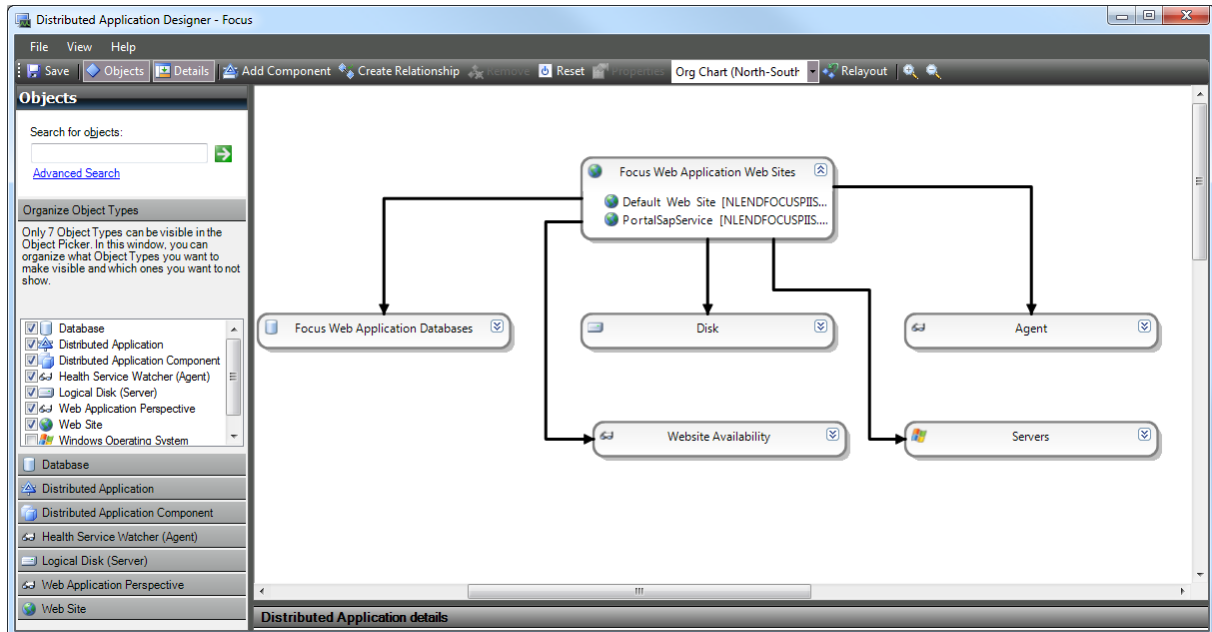 Distributed Application Designer - Focus
File View Help
Save Objects Details Add Component Create Relationship Remove Reset Properties Org Chart (North-South Relayout
Objects
Search for objects:
Advanced Search
Organize Object Types
Only 7 Object Types can be visible in the
Object Picker. In this window, you can
organize what Object Types you want to
make visible and which ones you want to not
show.
Database
Distributed Application
Distributed Application Component
Health Service Watcher (Agent)
Logical Disk (Server)
Web Application Perspective
Web Site
Windows Operating System
Database
Distributed Application
Distributed Application Component
Health Service Watcher (Agent)
Logical Disk (Server)
Web Application Perspective
Web Site
Focus Web Application Web Sites
Default Web Site [NLENDFOCUSPIIS...
PortalSapService [NLENDFOCUSPIIS....
Focus Web Application Databases
Disk
Agent
Website Availability
Servers
Distributed Application details